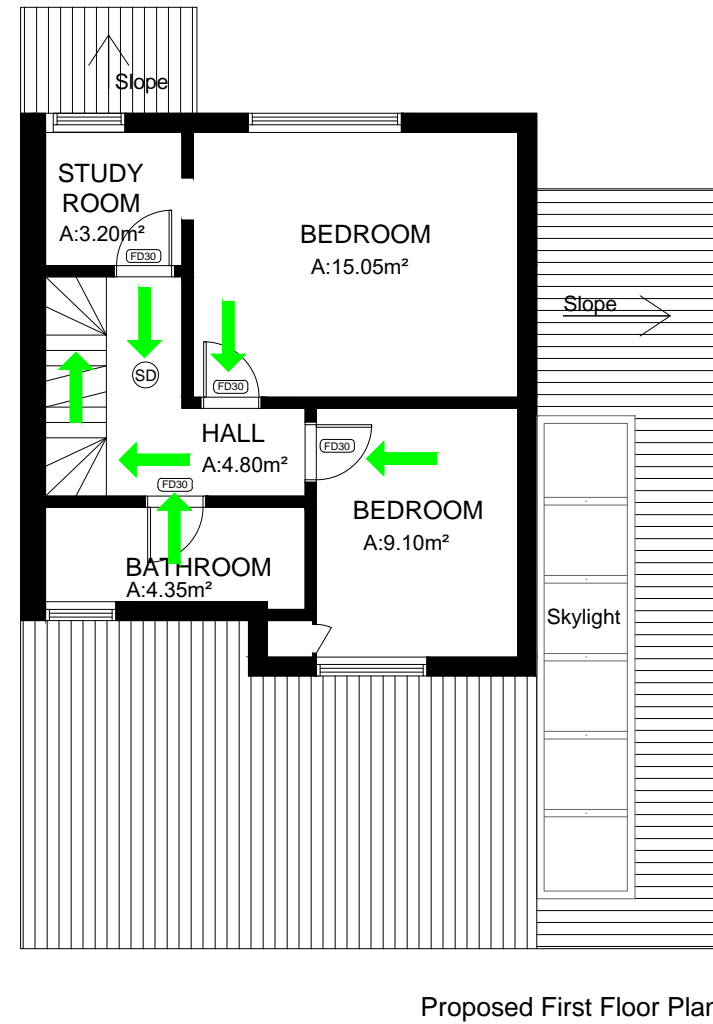 Slope
STUDY
ROOM
A:3.20m²
FD30
BEDROOM
A:15.05m²
Slope
SD
FD30
HALL
A:4.80m²
FD30
FD30
BEDROOM
A:9.10m²
BATHROOM
A:4.35m²
Skylight
Proposed First Floor Plan